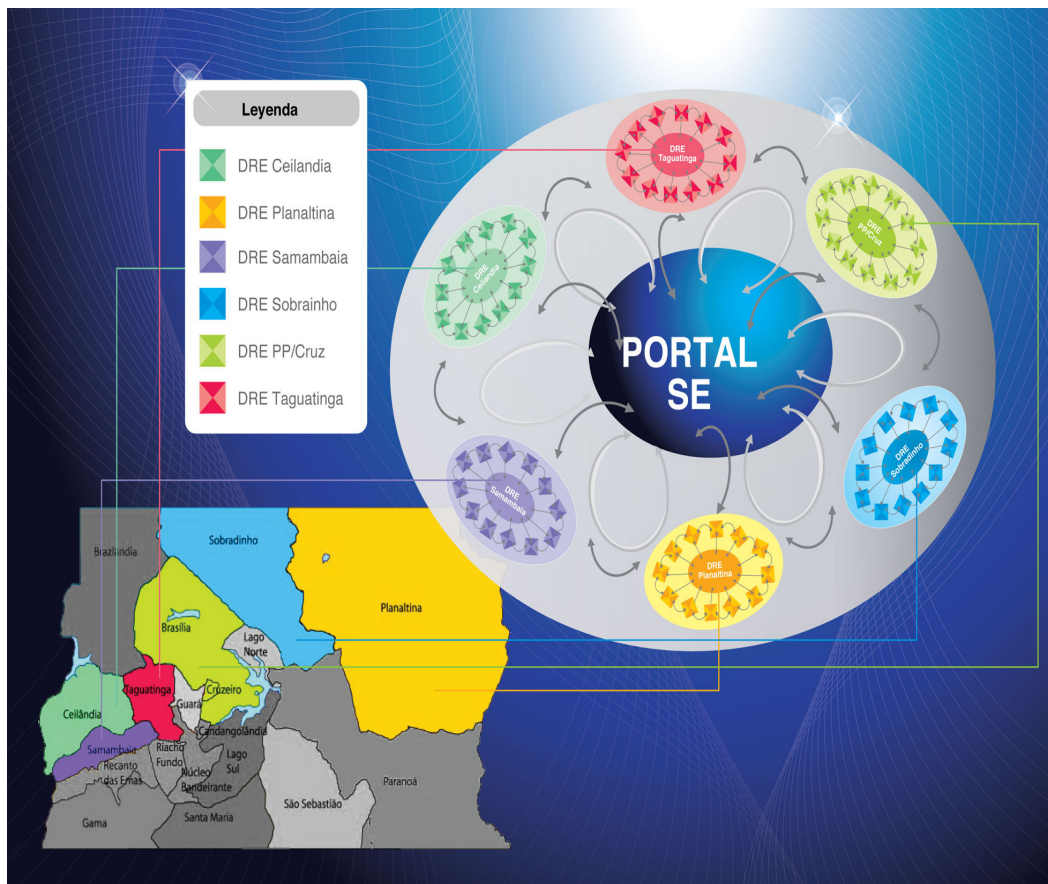 Leyenda
DRE Ceilandia
DRE Planaltina
DRE Samambaia
DRE Sobrainho
DRE PP/Cruz
DRE Taguatinga
DRE
Taguatinga
DRE
PP/Cruz
DRE
Ceilandia
PORTAL
SE
DRE
Sobradinho
DRE
Samambaia
DRE
Planaltina
Brazlândia
Sobradinho
Planaltina
Brasília
Lago
Norte
Taguatinga
Guará
Cruzeiro
Ceilândia
Candangolândia
Samambaia
Riacho
Fundo
Lago
Sul
Recanto
das Emas
Núcleo
Bandeirante
Paranoá
São Sebastião
Gama
Santa Maria